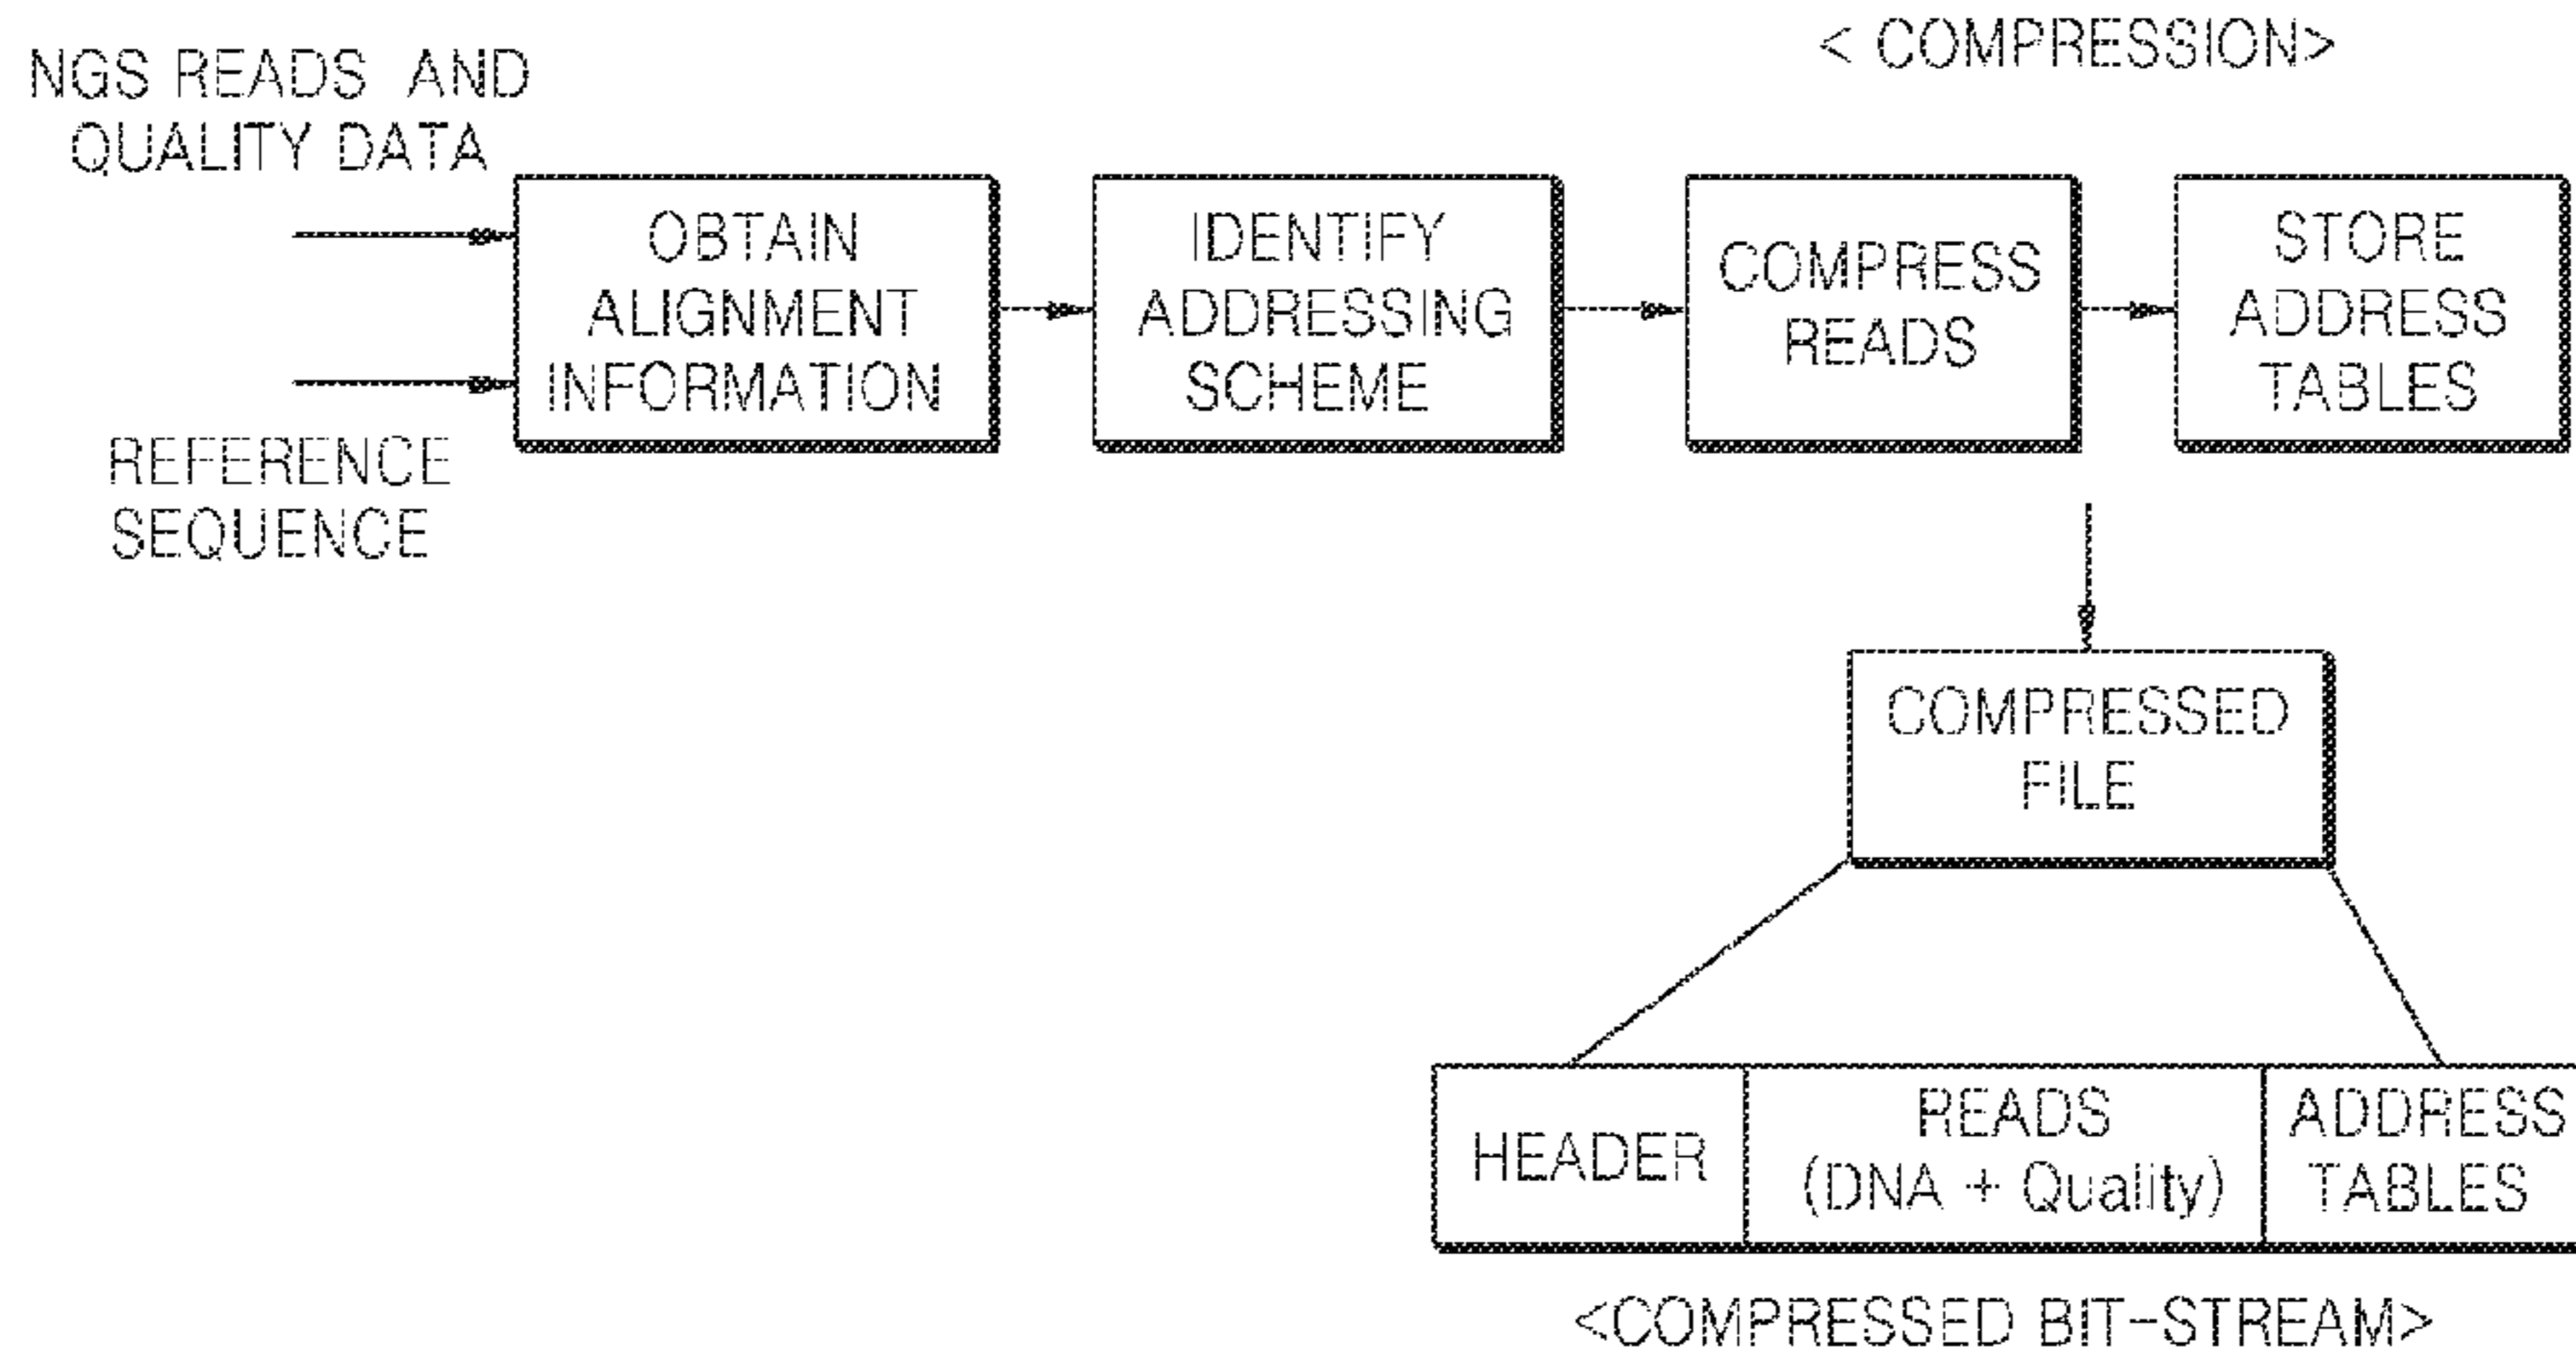 < COMPRESSION>
NGS READS AND
QUALITY DATA
OBTAIN
ALIGNMENT
INFORMATION
IDENTIFY
ADDRESSING
SCHEME
COMPRESS
READS
STORE
ADDRESS
TABLES
REFERENCE
SEQUENCE
COMPRESSED
FILE
HEADER
READS
(DNA + Quality)
ADDRESS
TABLES
<COMPRESSED BIT-STREAM>